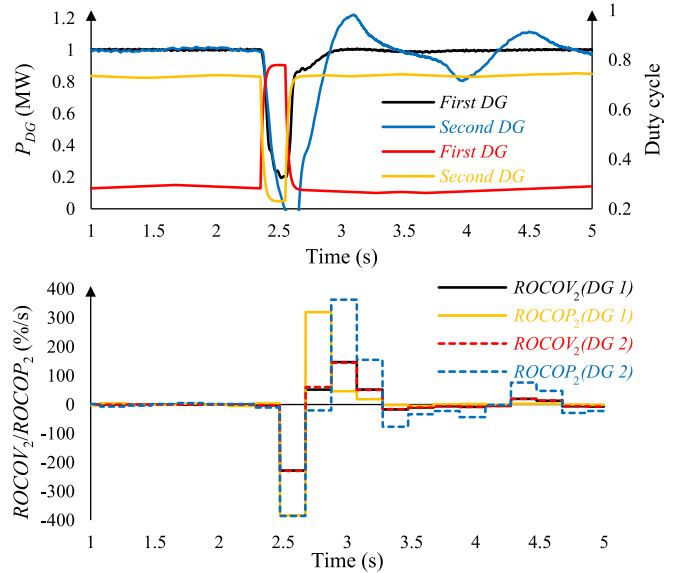 1.2
1
0.8
0.6
0.4
0.2
0
P_DG (MW)
1
0.8
0.6
0.4
0.2
Duty cycle
First DG
Second DG
First DG
Second DG
1 1.5 2 2.5 3 3.5 4 4.5 5
Time (s)
400
300
200
100
0
-100
-200
-300
-400
ROCOV₂/ROCOP₂ (%/s)
ROCOV₂(DG 1)
ROCOP₂(DG 1)
ROCOV₂(DG 2)
ROCOP₂(DG 2)
1 1.5 2 2.5 3 3.5 4 4.5 5
Time (s)